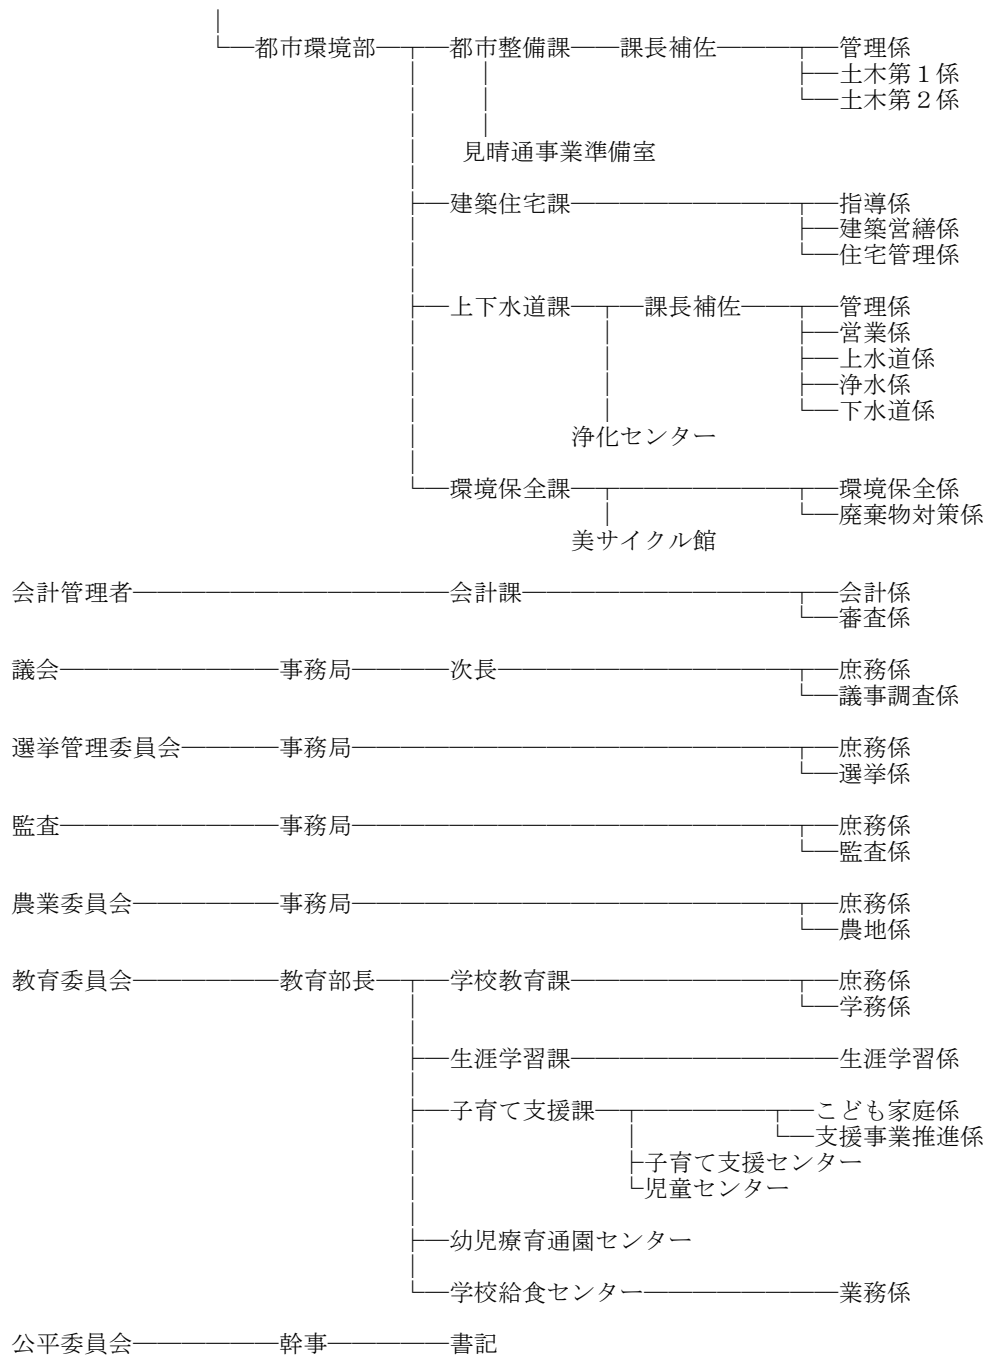 都市環境部 都市整備課 課長補佐 管理係
土木第１係
土木第２係
見晴通事業準備室
建築住宅課 指導係
建築営繕係
住宅管理係
上下水道課 課長補佐 管理係
営業係
上水道係
浄水係
下水道係
浄化センター
環境保全課 環境保全係
廃棄物対策係
美サイクル館
会計管理者 会計課 会計係
審査係
議会 事務局 次長 庶務係
議事調査係
選挙管理委員会 事務局 庶務係
選挙係
監査 事務局 庶務係
監査係
農業委員会 事務局 庶務係
農地係
教育委員会 教育部長 学校教育課 庶務係
学務係
生涯学習課 生涯学習係
子育て支援課 こども家庭係
支援事業推進係
子育て支援センター
児童センター
幼児療育通園センター
学校給食センター 業務係
公平委員会 幹事 書記